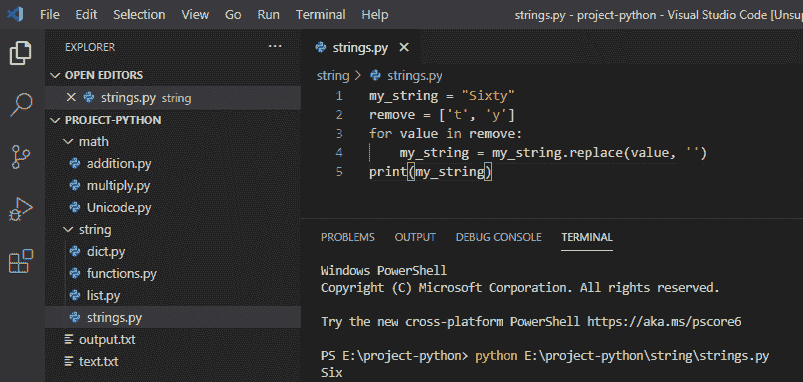 File Edit Selection View Go Run Terminal Help strings.py - project-python - Visual Studio Code [Unsup
EXPLORER
OPEN EDITORS
strings.py string
PROJECT-PYTHON
math
addition.py
multiply.py
Unicode.py
string
dict.py
functions.py
list.py
strings.py
output.txt
text.txt
strings.py
string > strings.py
1 my_string = "Sixty"
2 remove = ['t', 'y']
3 for value in remove:
4 my_string = my_string.replace(value, '')
5 print(my_string)
PROBLEMS OUTPUT DEBUG CONSOLE TERMINAL
Windows PowerShell
Copyright (C) Microsoft Corporation. All rights reserved.
Try the new cross-platform PowerShell https://aka.ms/pscore6
PS E:\project-python> python E:\project-python\string\strings.py
Six